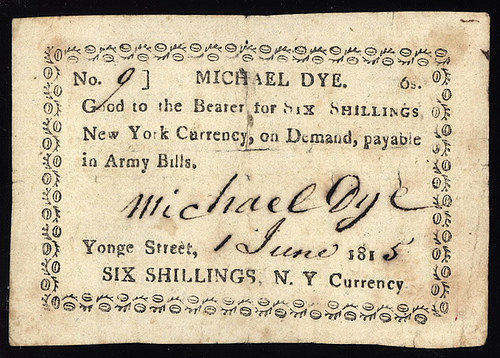 No. 9] MICHAEL DYE. 6s.
Good to the Bearer for SIX SHILLINGS
New York Currency, on Demand, payable
in Army Bills.
Michael Dye
Yonge Street, 1 June 1815
SIX SHILLINGS, N. Y Currency